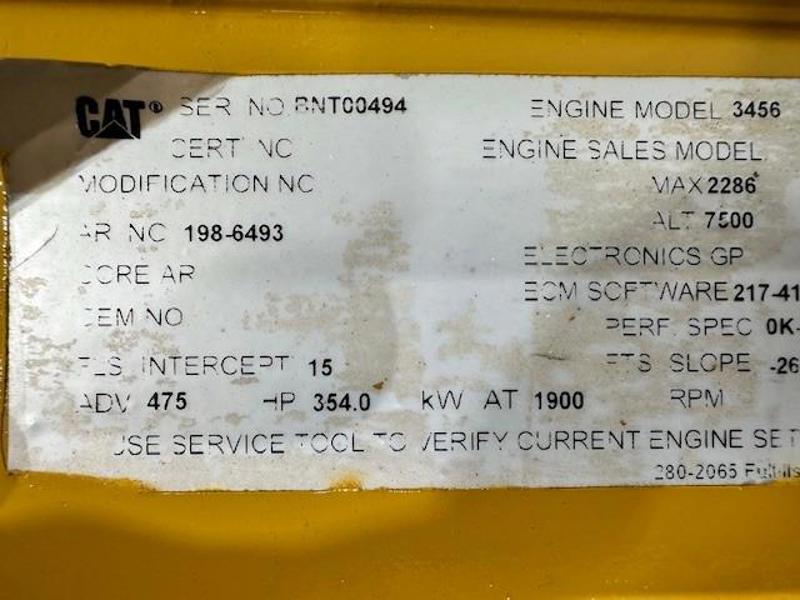 CAT® SER NO. BNT00494 ENGINE MODEL 3456
CERT NO ENGINE SALES MODEL
MODIFICATION NO MAX 2286
AR NO 198-6493 ALT 7500
CORE AR ELECTRONICS GP
OEM NO ECM SOFTWARE 217-41
PERF. SPEC 0K-
FLS INTERCEPT 15 FTS SLOPE -26
ADV 475 HP 354.0 kW AT 1900 RPM
USE SERVICE TOOL TO VERIFY CURRENT ENGINE SET
280-2065